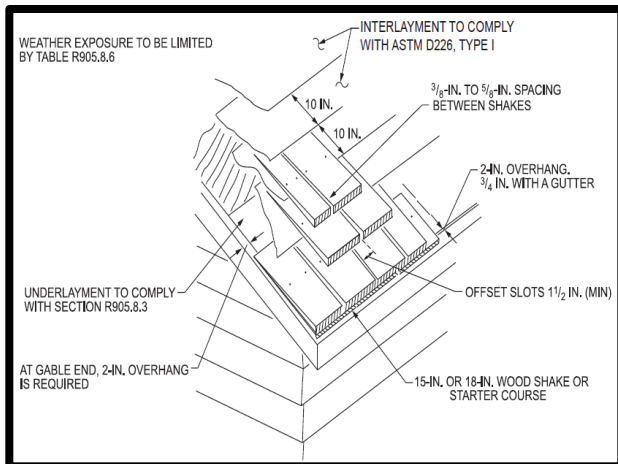 WEATHER EXPOSURE TO BE LIMITED
BY TABLE R905.8.6
INTERLAYMENT TO COMPLY
WITH ASTM D226, TYPE I
3/8-IN. TO 5/8-IN. SPACING
BETWEEN SHAKES
10 IN.
10 IN.
2-IN. OVERHANG.
3/4 IN. WITH A GUTTER
UNDERLAYMENT TO COMPLY
WITH SECTION R905.8.3
OFFSET SLOTS 1 1/2 IN. (MIN)
AT GABLE END, 2-IN. OVERHANG
IS REQUIRED
15-IN. OR 18-IN. WOOD SHAKE OR
STARTER COURSE